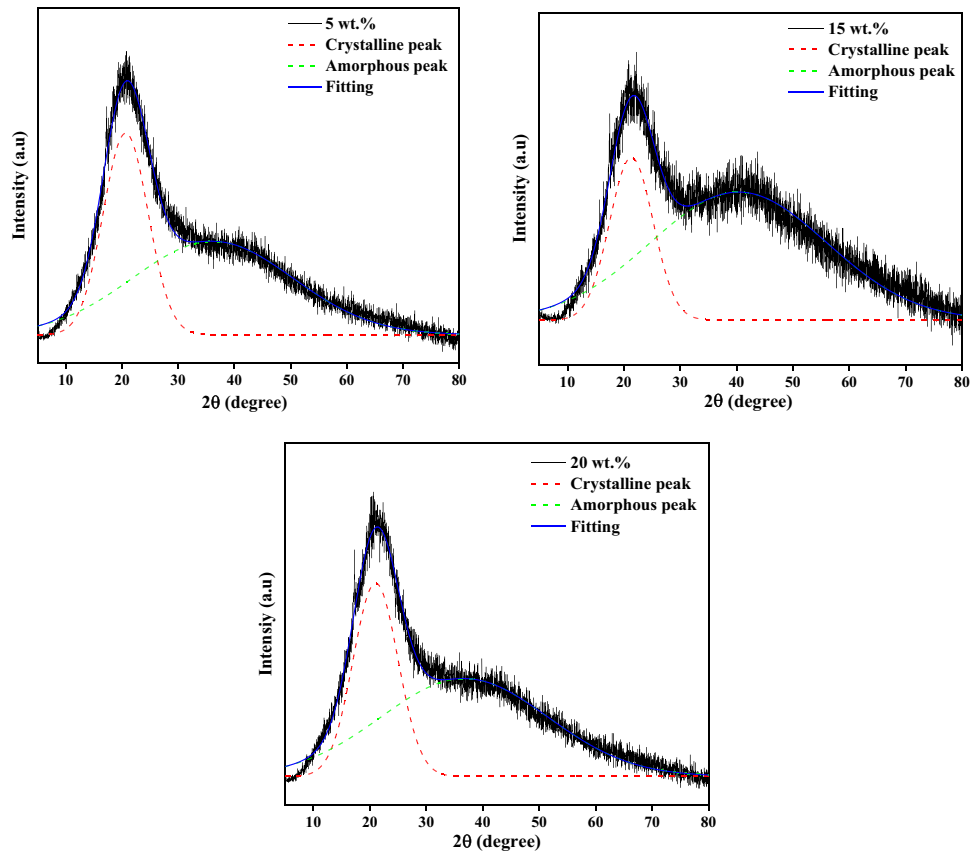 5 wt.%
Crystalline peak
Amorphous peak
Fitting
Intensity (a.u)
10 20 30 40 50 60 70 80
2θ (degree)
15 wt.%
Crystalline peak
Amorphous peak
Fitting
Intensity (a.u)
10 20 30 40 50 60 70 80
2θ (degree)
20 wt.%
Crystalline peak
Amorphous peak
Fitting
Intensiy (a.u)
10 20 30 40 50 60 70 80
2θ (degree)